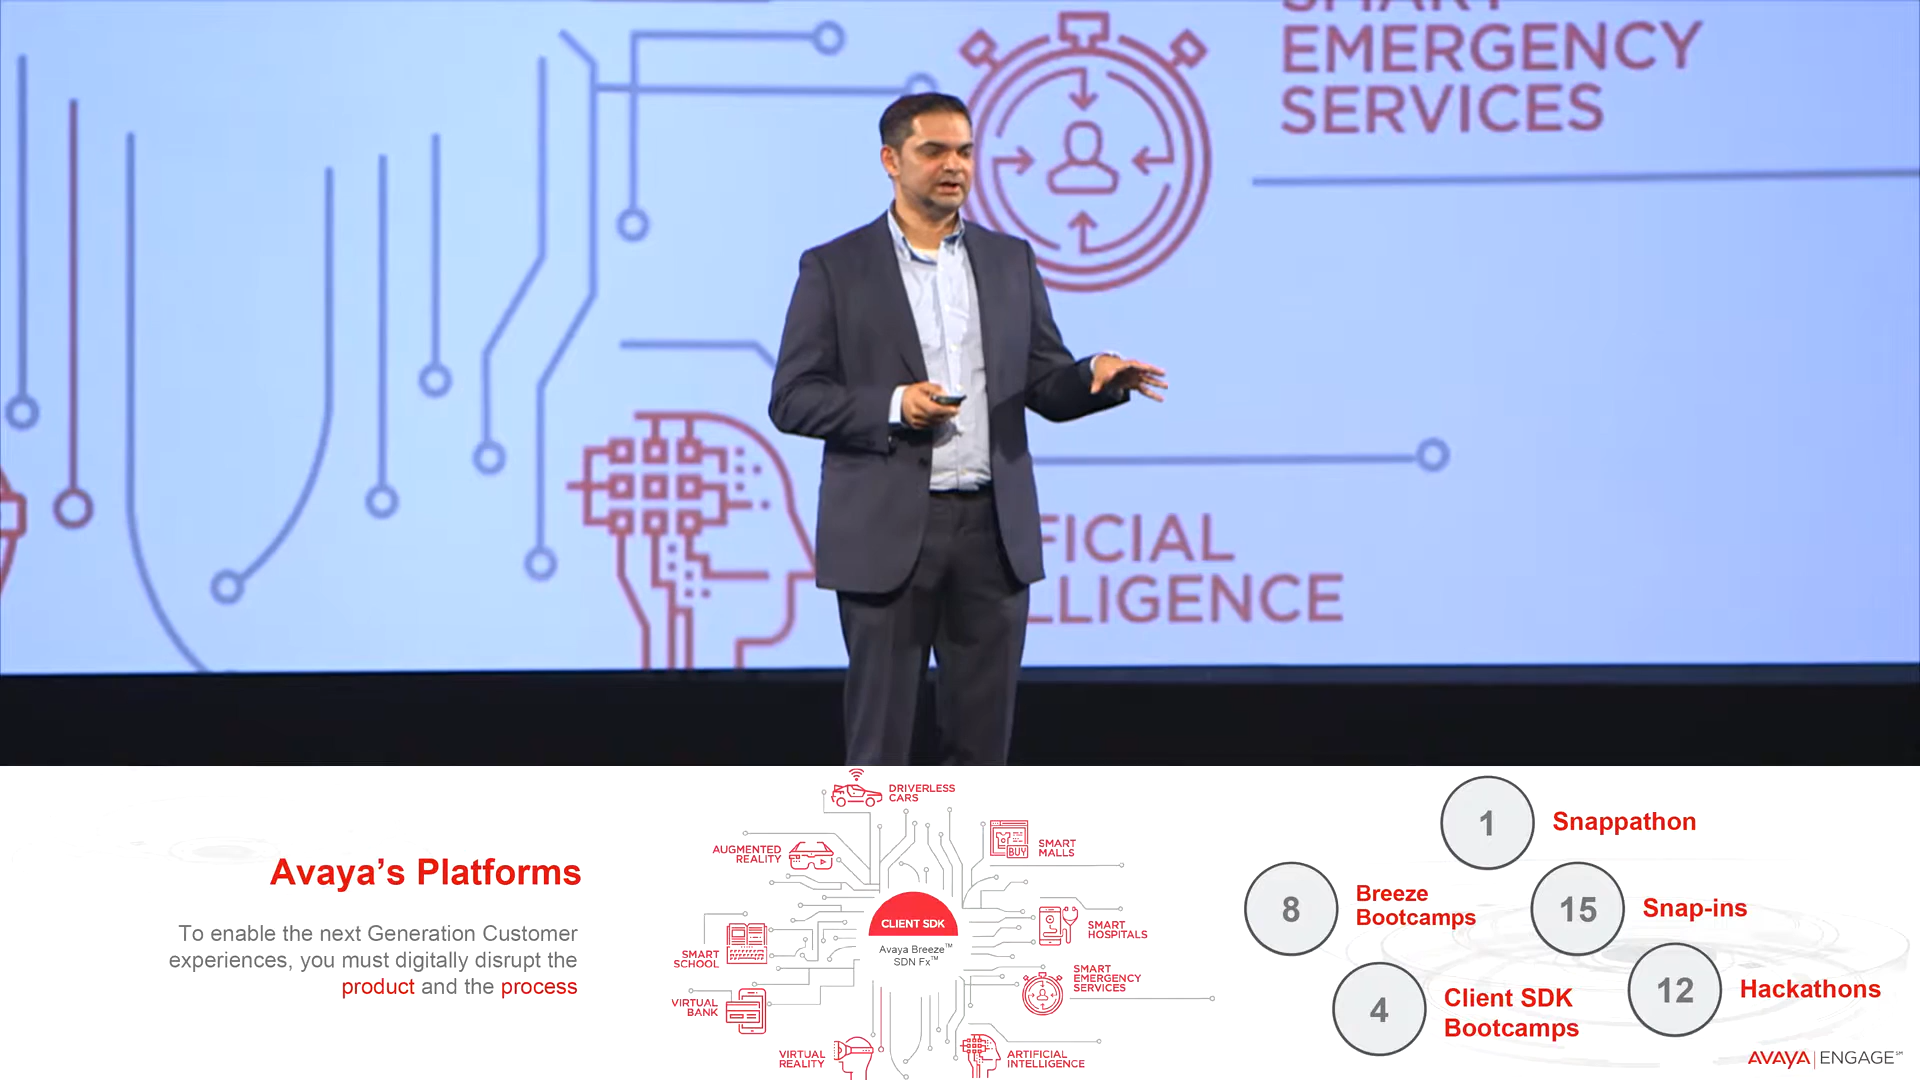 SMART
EMERGENCY
SERVICES
FICIAL
LLIGENCE
Avaya’s Platforms
To enable the next Generation Customer
experiences, you must digitally disrupt the
product and the process
DRIVERLESS
CARS
AUGMENTED
REALITY
BUY
SMART
MALLS
CLIENT SDK
Avaya Breeze™
SDN Fx™
SMART
HOSPITALS
SMART
SCHOOL
SMART
EMERGENCY
SERVICES
VIRTUAL
BANK
VIRTUAL
REALITY
ARTIFICIAL
INTELLIGENCE
1 Snappathon
8 Breeze
Bootcamps
15 Snap-ins
4 Client SDK
Bootcamps
12 Hackathons
AVAYA | ENGAGE℠